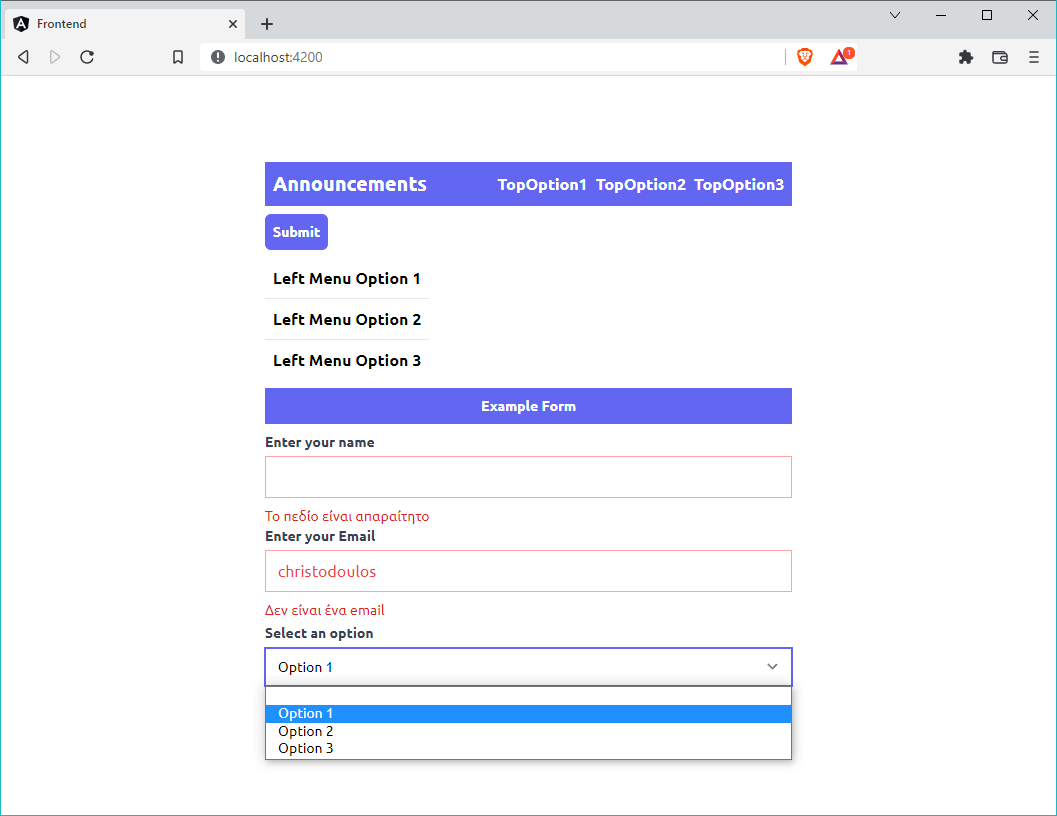 Frontend
localhost:4200
1
Announcements TopOption1 TopOption2 TopOption3
Submit
Left Menu Option 1
Left Menu Option 2
Left Menu Option 3
Example Form
Enter your name
Το πεδίο είναι απαραίτητο
Enter your Email
christodoulos
Δεν είναι ένα email
Select an option
Option 1
Option 1
Option 2
Option 3